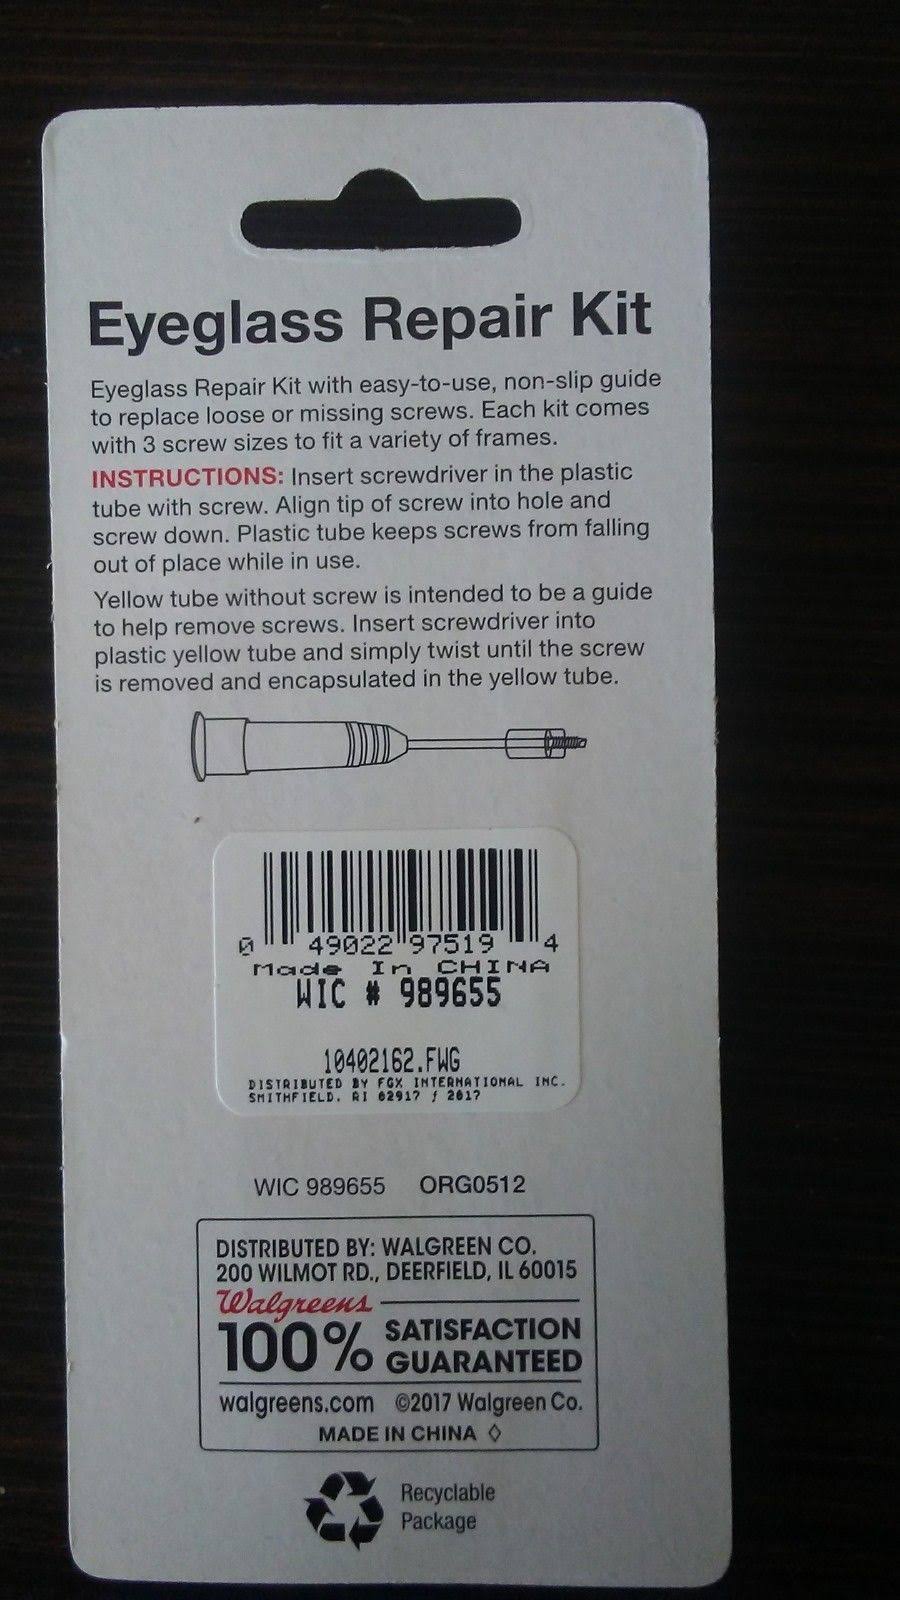 Eyeglass Repair Kit
Eyeglass Repair Kit with easy-to-use, non-slip guide
to replace loose or missing screws. Each kit comes
with 3 screw sizes to fit a variety of frames.
INSTRUCTIONS: Insert screwdriver in the plastic
tube with screw. Align tip of screw into hole and
screw down. Plastic tube keeps screws from falling
out of place while in use.
Yellow tube without screw is intended to be a guide
to help remove screws. Insert screwdriver into
plastic yellow tube and simply twist until the screw
is removed and encapsulated in the yellow tube.
0 49022 97519 4
Made In CHINA
WIC # 989655
10402162.FWG
DISTRIBUTED BY FGX INTERNATIONAL INC.
SMITHFIELD, RI 02917 / 2017
WIC 989655 ORG0512
DISTRIBUTED BY: WALGREEN CO.
200 WILMOT RD., DEERFIELD, IL 60015
Walgreens
100% SATISFACTION
GUARANTEED
walgreens.com ©2017 Walgreen Co.
MADE IN CHINA ◊
Recyclable
Package